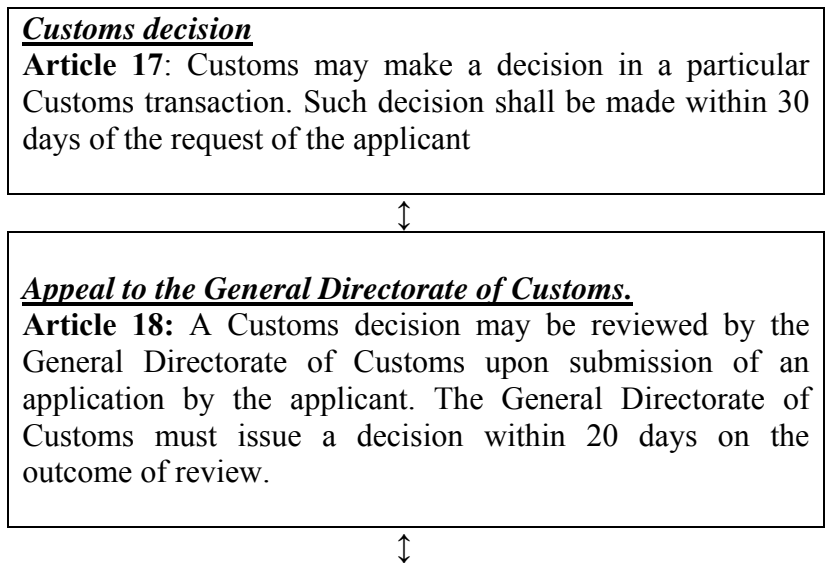 Customs decision
Article 17: Customs may make a decision in a particular
Customs transaction. Such decision shall be made within 30
days of the request of the applicant
↕
Appeal to the General Directorate of Customs.
Article 18: A Customs decision may be reviewed by the
General Directorate of Customs upon submission of an
application by the applicant. The General Directorate of
Customs must issue a decision within 20 days on the
outcome of review.
↕